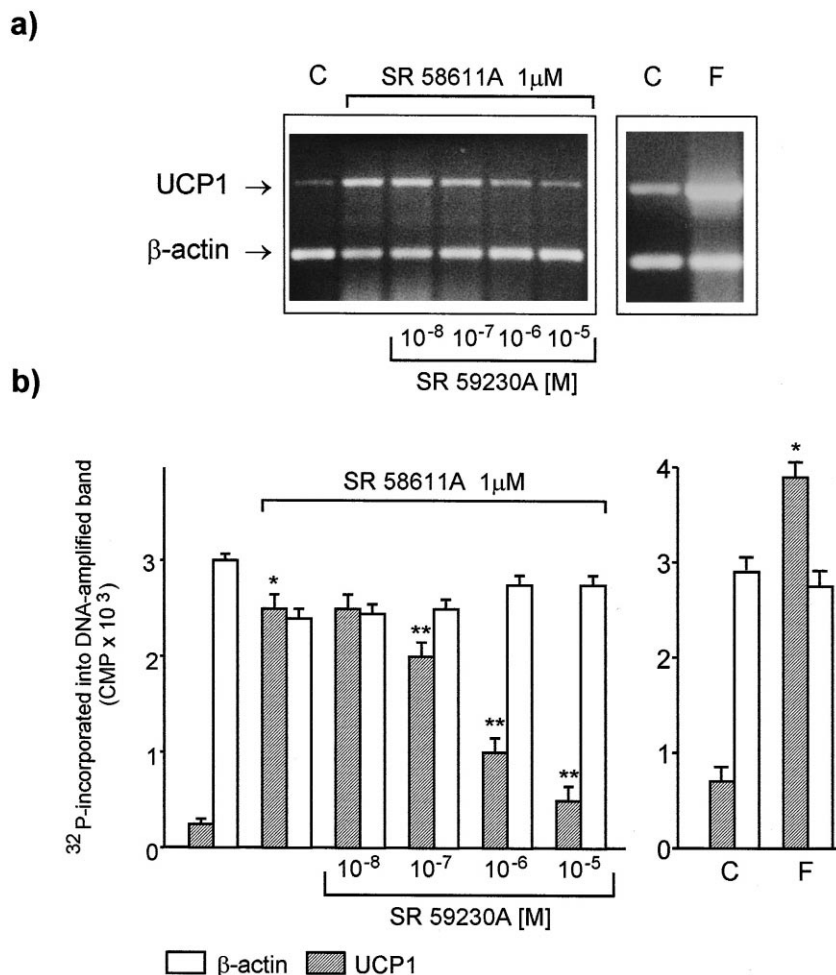 a)
C SR 58611A 1μM C F
UCP1 →
β-actin →
10⁻⁸ 10⁻⁷ 10⁻⁶ 10⁻⁵
SR 59230A [M]
b)
³² P-incorporated into DNA-amplified band
(CMP x 10³)
SR 58611A 1μM
3
2
1
0
* ** ** **
10⁻⁸ 10⁻⁷ 10⁻⁶ 10⁻⁵
SR 59230A [M]
4
3
2
1
0
*
C F
β-actin UCP1